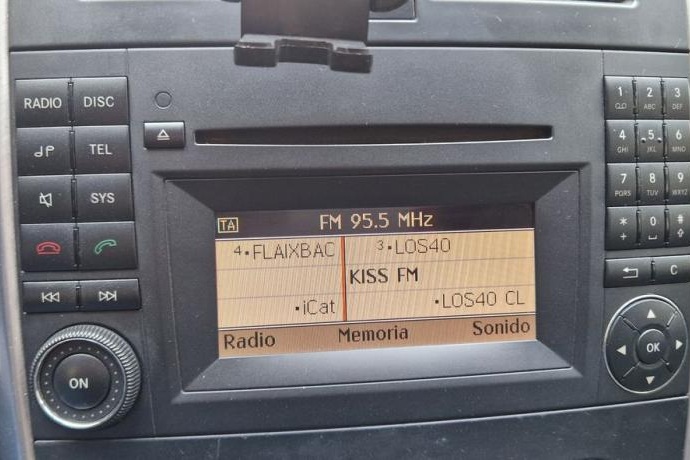 RADIO DISC
TEL
SYS
ON
TA FM 95.5 MHz
4•FLAIXBAC 3•LOS40
KISS FM
•iCat •LOS40 CL
Radio Memoria Sonido
1 2 ABC 3 DEF
4 GHI 5 JKL 6 MNO
7 PQRS 8 TUV 9 WXYZ
* 0 #
+
C
OK